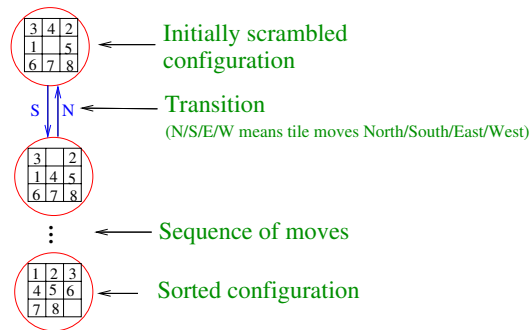 3 4 2
1 5
6 7 8
Initially scrambled
configuration
S N
Transition
(N/S/E/W means tile moves North/South/East/West)
3 2
1 4 5
6 7 8
Sequence of moves
1 2 3
4 5 6
7 8
Sorted configuration